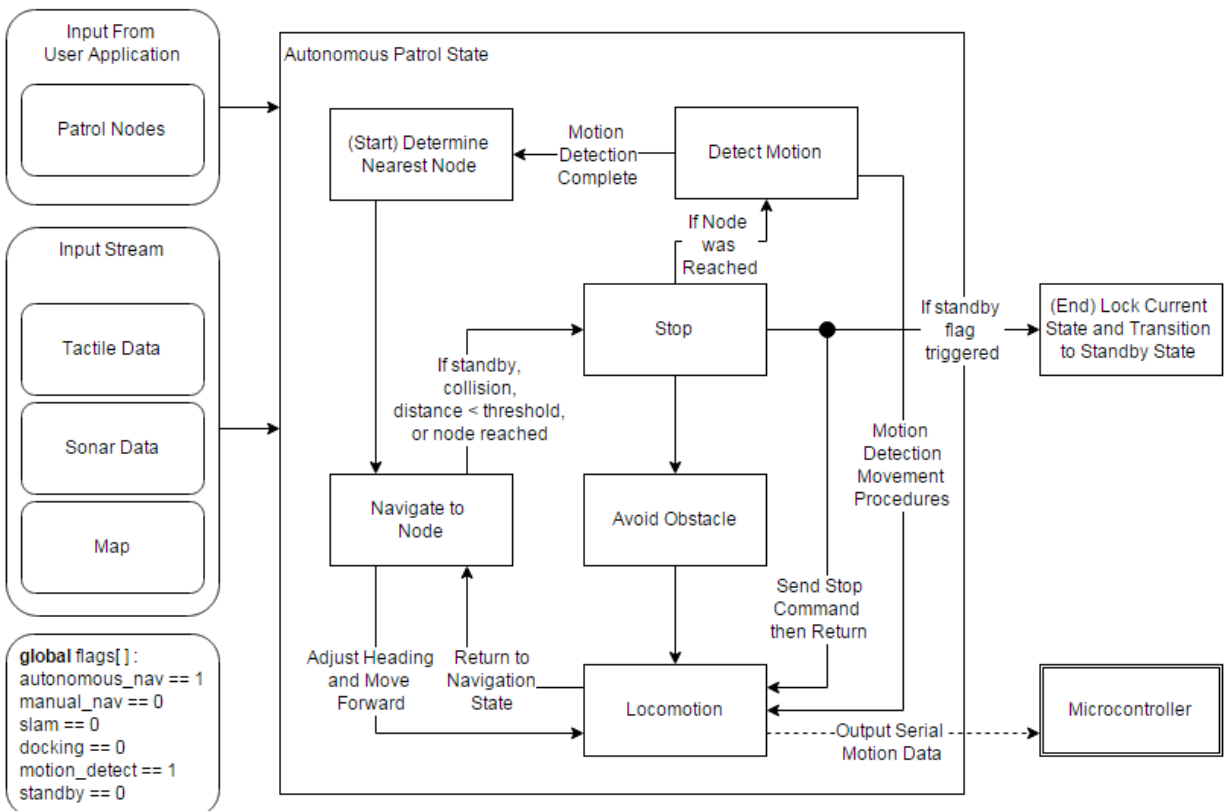 Input From
User Application
Patrol Nodes
Input Stream
Tactile Data
Sonar Data
Map
global flags[ ] :
autonomous_nav == 1
manual_nav == 0
slam == 0
docking == 0
motion_detect == 1
standby == 0
Autonomous Patrol State
(Start) Determine
Nearest Node
Motion
Detection
Complete
Detect Motion
If Node
was
Reached
Stop
If standby
flag
triggered
(End) Lock Current
State and Transition
to Standby State
If standby,
collision,
distance < threshold,
or node reached
Navigate to
Node
Avoid Obstacle
Motion
Detection
Movement
Procedures
Send Stop
Command
then Return
Adjust Heading
and Move
Forward
Return to
Navigation
State
Locomotion
Output Serial
Motion Data
Microcontroller